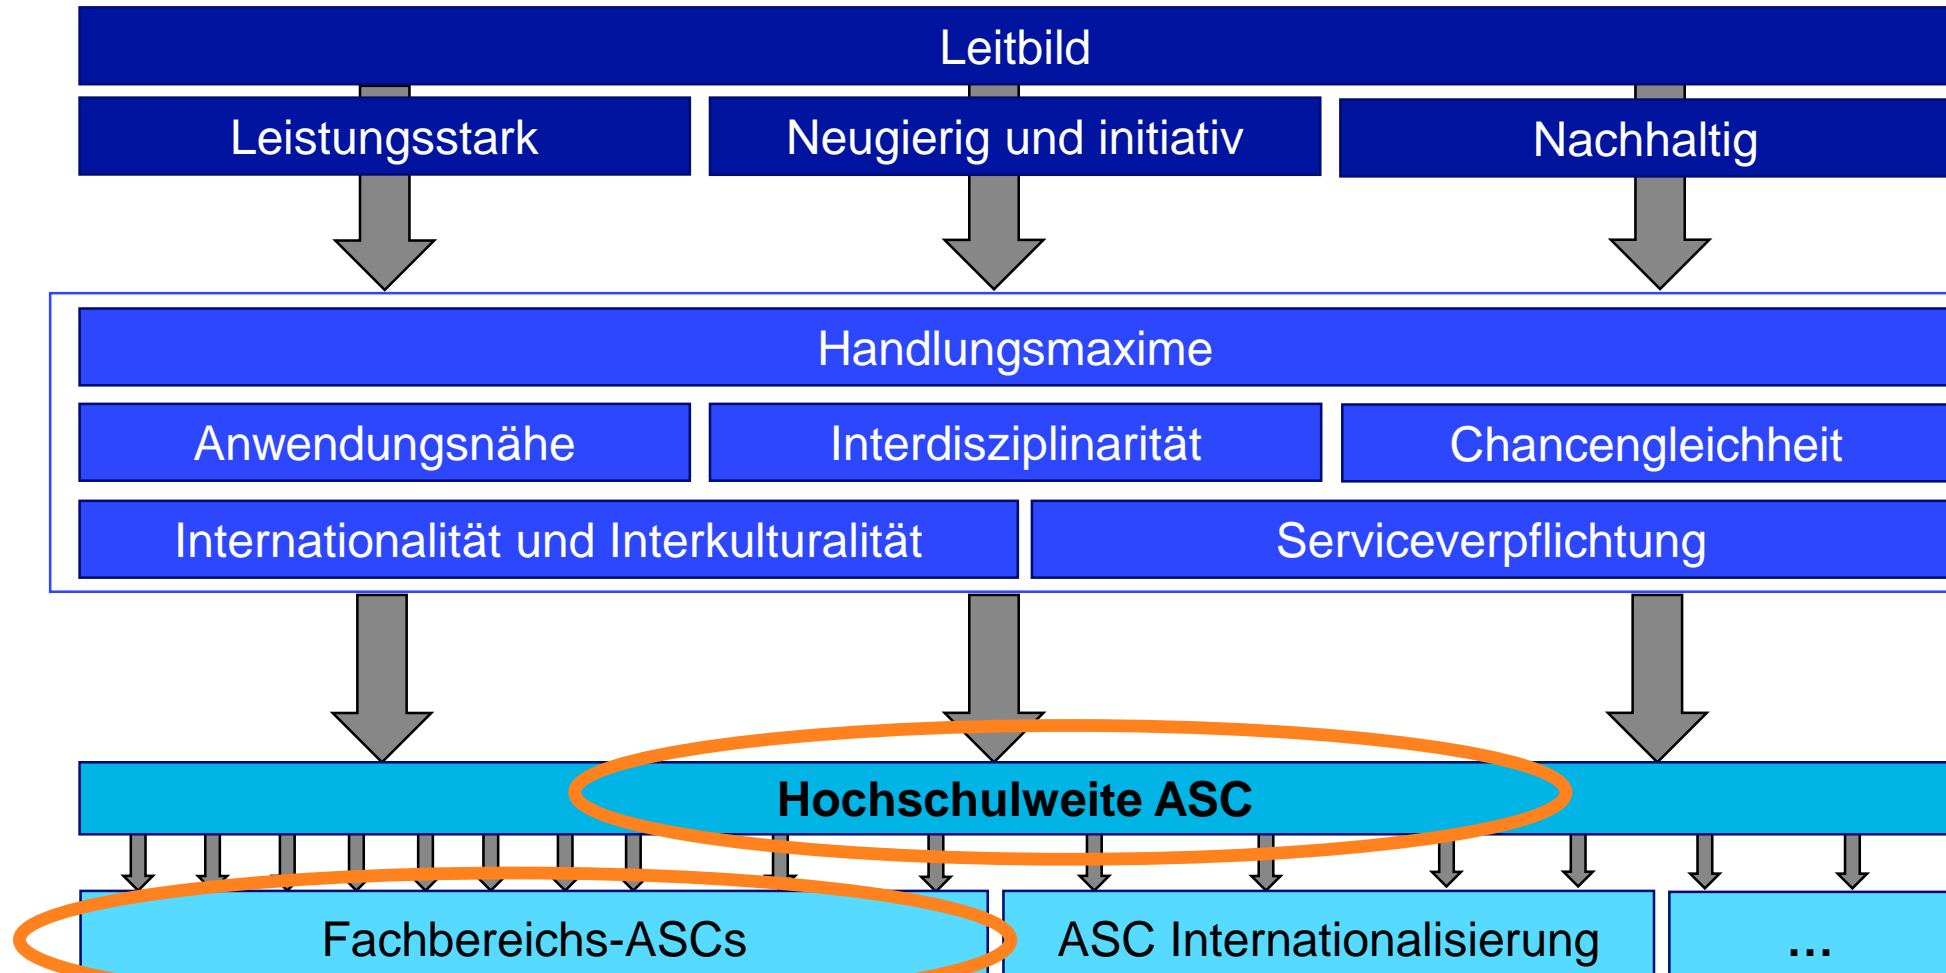 Leitbild
Leistungsstark
Neugierig und initiativ
Nachhaltig
Handlungsmaxime
Anwendungsnähe
Interdisziplinarität
Chancengleichheit
Internationalität und Interkulturalität
Serviceverpflichtung
Hochschulweite ASC
Fachbereichs-ASCs
ASC Internationalisierung
...